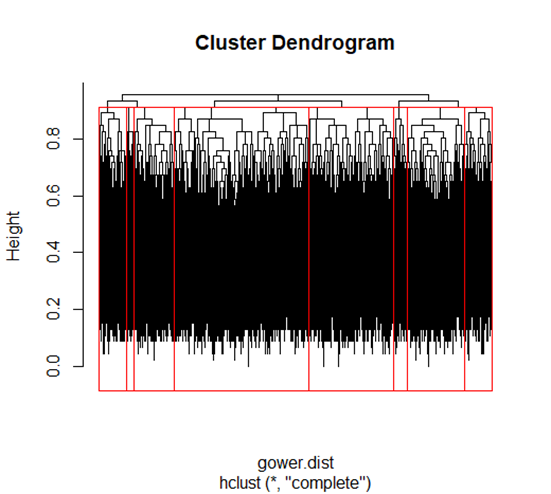 Cluster Dendrogram
Height
0.8
0.6
0.4
0.2
0.0
gower.dist
hclust (*, "complete")